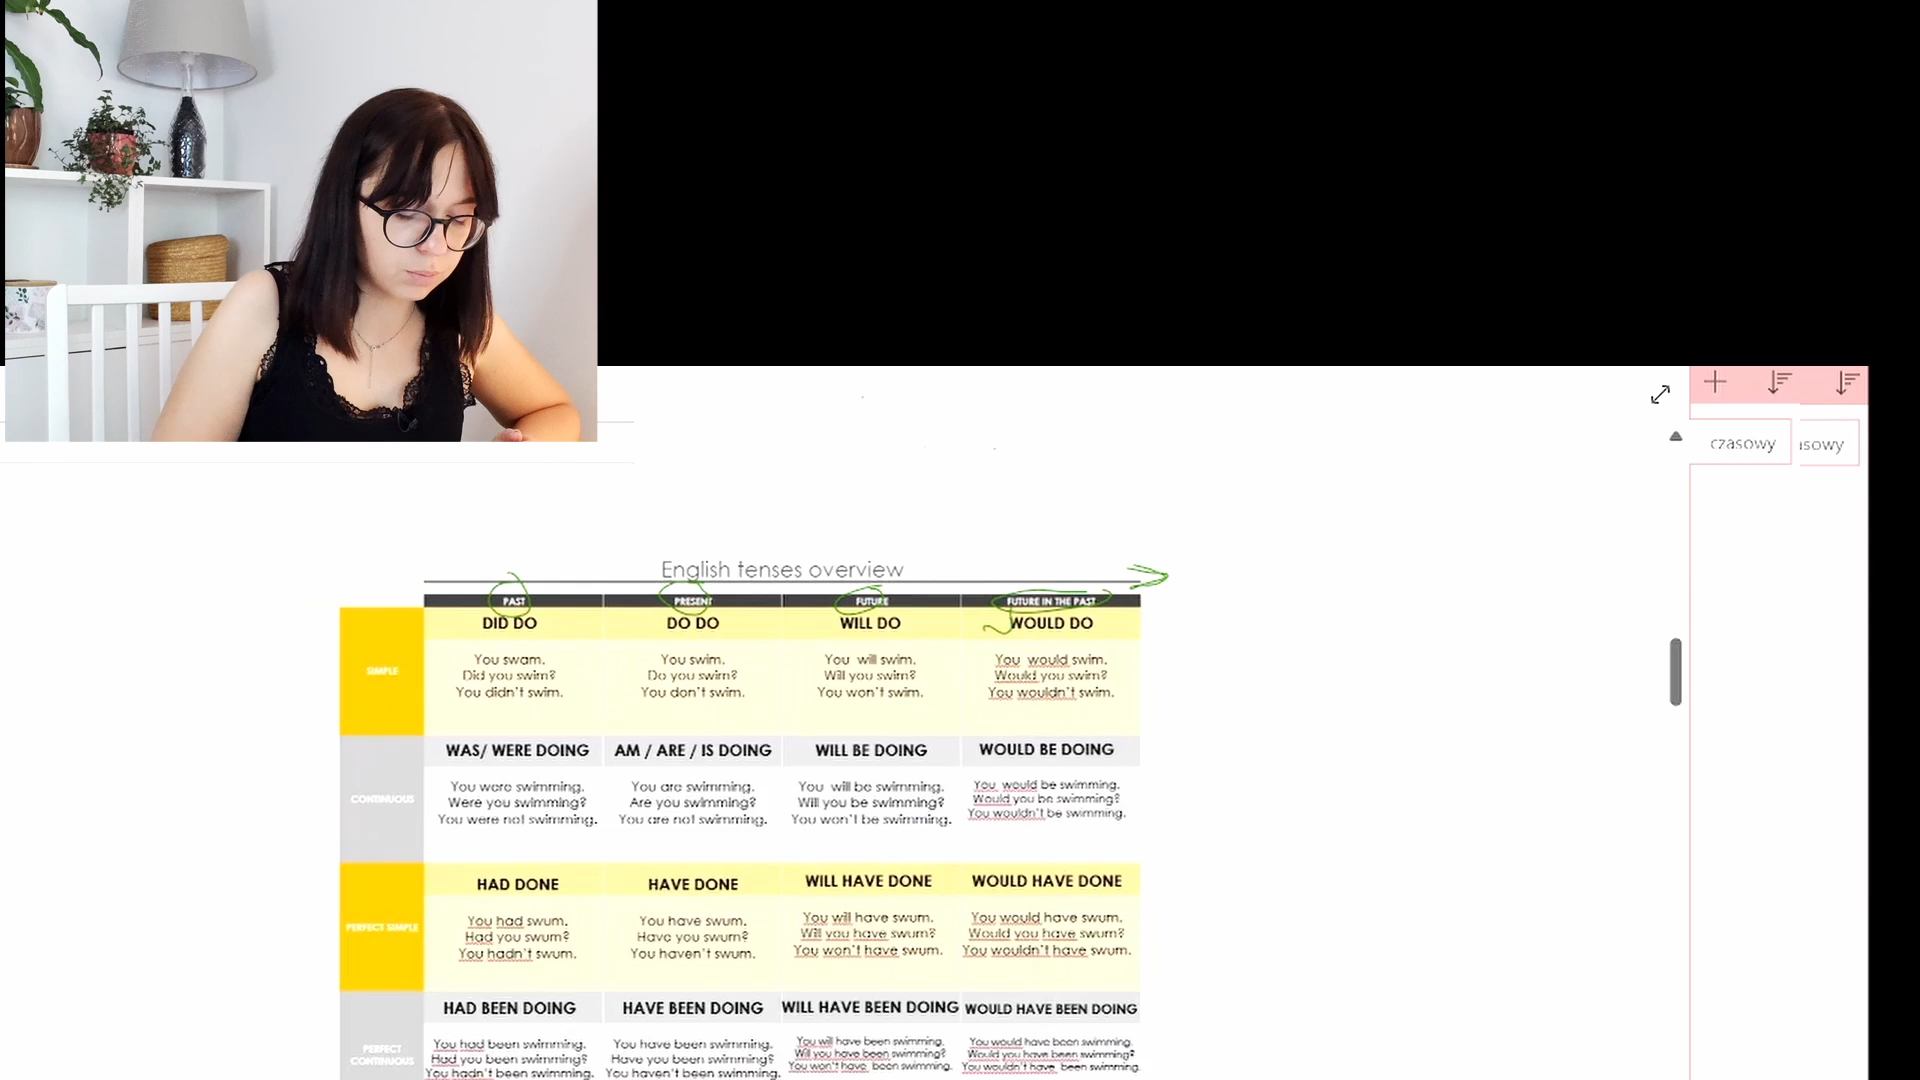 czasowy
asowy
English tenses overview
PAST PRESENT FUTURE FUTURE IN THE PAST
DID DO DO DO WILL DO WOULD DO
SIMPLE
You swam. You swim. You will swim. You would swim.
Did you swim? Do you swim? Will you swim? Would you swim?
You didn't swim. You don't swim. You won't swim. You wouldn't swim.
WAS/ WERE DOING AM / ARE / IS DOING WILL BE DOING WOULD BE DOING
CONTINUOUS
You were swimming. You are swimming. You will be swimming. You would be swimming.
Were you swimming? Are you swimming? Will you be swimming? Would you be swimming?
You were not swimming. You are not swimming. You won't be swimming. You wouldn't be swimming.
HAD DONE HAVE DONE WILL HAVE DONE WOULD HAVE DONE
PERFECT SIMPLE
You had swum. You have swum. You will have swum. You would have swum.
Had you swum? Have you swum? Will you have swum? Would you have swum?
You hadn't swum. You haven't swum. You won't have swum. You wouldn't have swum.
HAD BEEN DOING HAVE BEEN DOING WILL HAVE BEEN DOING WOULD HAVE BEEN DOING
PERFECT
CONTINUOUS
You had been swimming. You have been swimming. You will have been swimming. You would have been swimming.
Had you been swimming? Have you been swimming? Will you have been swimming? Would you have been swimming?
You hadn't been swimming. You haven't been swimming. You won't have been swimming. You wouldn't have been swimming.